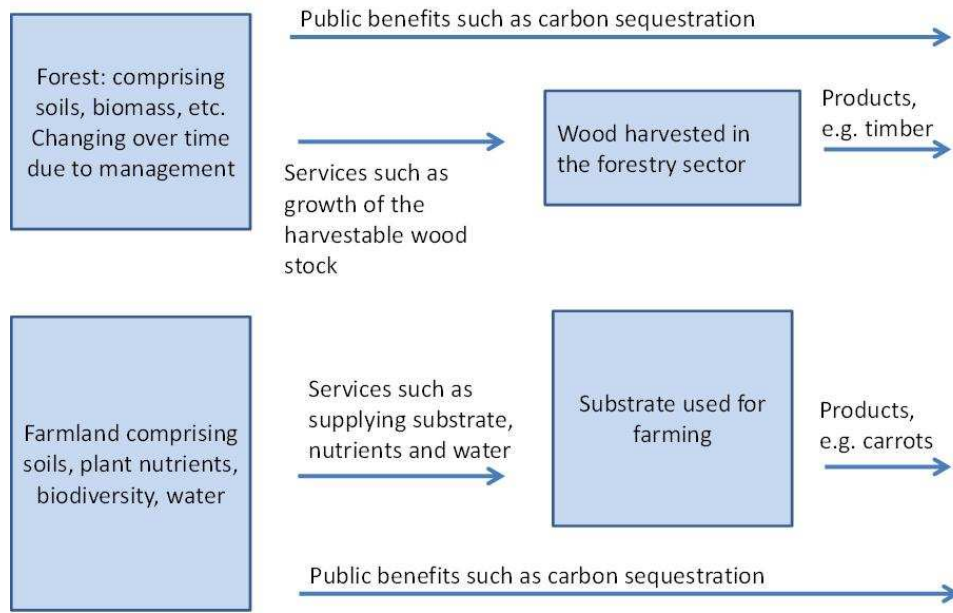 Public benefits such as carbon sequestration
Forest: comprising
soils, biomass, etc.
Changing over time
due to management
Services such as
growth of the
harvestable wood
stock
Wood harvested in
the forestry sector
Products,
e.g. timber
Farmland comprising
soils, plant nutrients,
biodiversity, water
Services such as
supplying substrate,
nutrients and water
Substrate used for
farming
Products,
e.g. carrots
Public benefits such as carbon sequestration